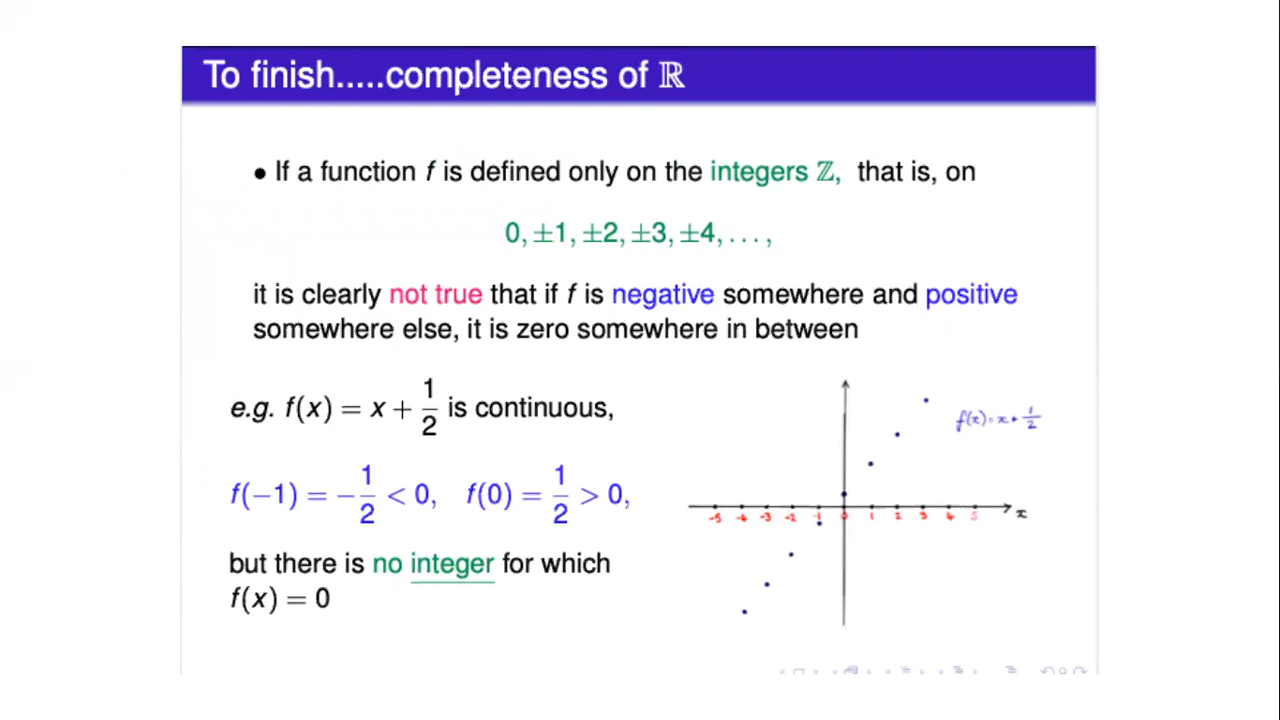 To finish.....completeness of ℝ
• If a function f is defined only on the integers ℤ, that is, on
0, ±1, ±2, ±3, ±4, . . . ,
it is clearly not true that if f is negative somewhere and positive
somewhere else, it is zero somewhere in between
e.g. f(x) = x + 1/2 is continuous,
f(−1) = −1/2 < 0, f(0) = 1/2 > 0,
but there is no integer for which
f(x) = 0
f(x) = x + 1/2
-5 -4 -3 -2 -1 0 1 2 3 4 5 x